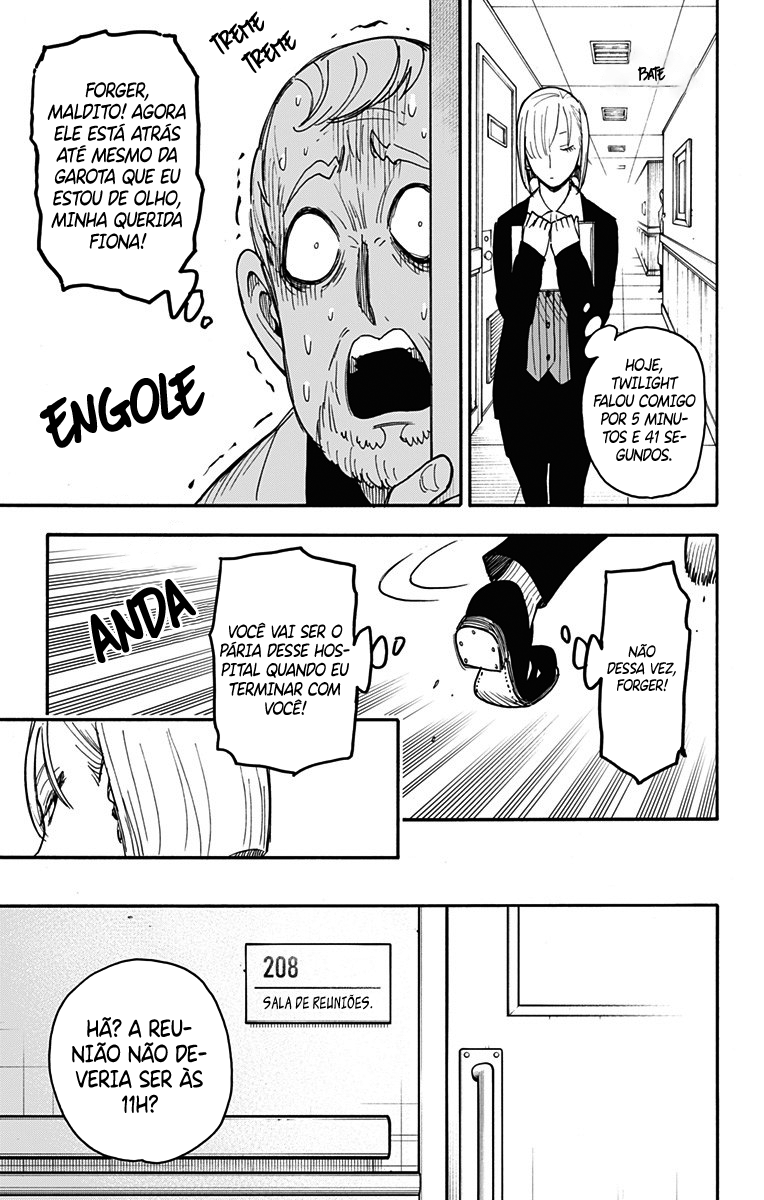 BATE
HOJE,
TWILIGHT
FALOU COMIGO
POR 5 MINU-
TOS E 41 SE-
GUNDOS.
TREME
TREME
FORGER,
MALDITO! AGORA
ELE ESTÁ ATRÁS
ATÉ MESMO DA
GAROTA QUE EU
ESTOU DE OLHO,
MINHA QUERIDA
FIONA!
ENGOLE
NÃO
DESSA VEZ,
FORGER!
VOCÊ VAI SER O
PÁRIA DESSE HOS-
PITAL QUANDO EU
TERMINAR COM
VOCÊ!
ANDA
208
SALA DE REUNIÕES.
HÃ? A REU-
NIÃO NÃO DE-
VERIA SER ÀS
11H?